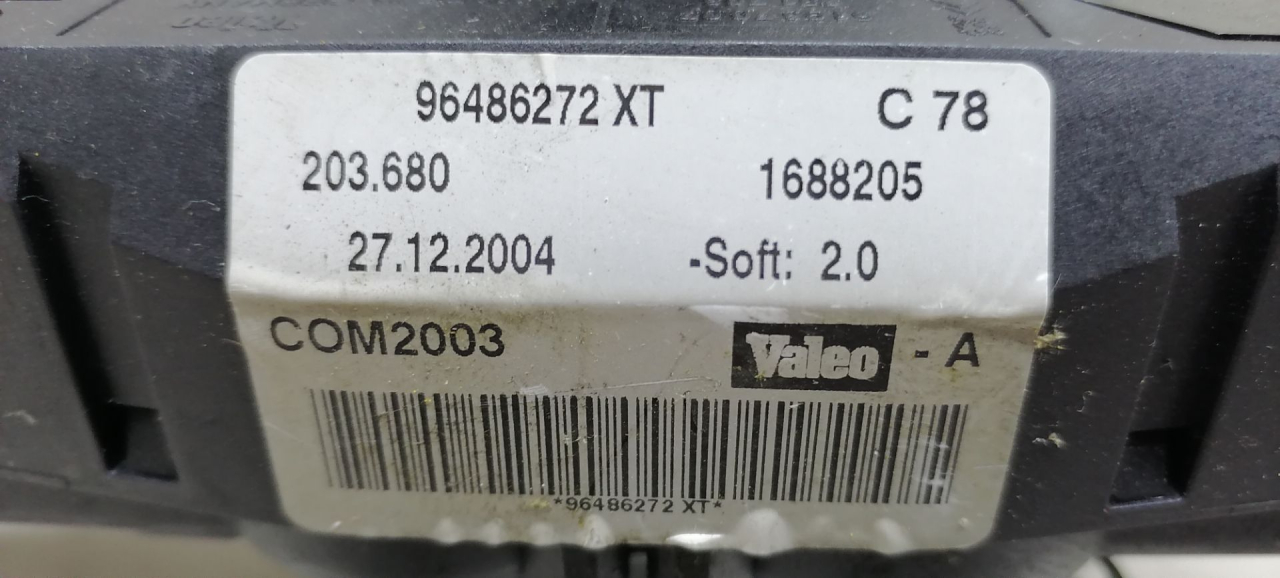 96486272 XT C 78
203.680 1688205
27.12.2004 -Soft: 2.0
COM2003 Valeo - A
*96486272 XT*